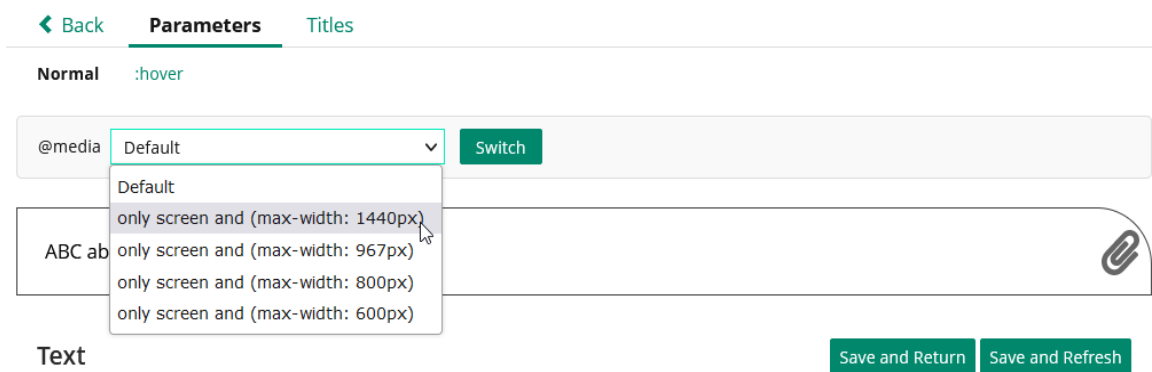 Back Parameters Titles
Normal :hover
@media Default Switch
Default
only screen and (max-width: 1440px)
ABC ab
only screen and (max-width: 967px)
only screen and (max-width: 800px)
only screen and (max-width: 600px)
Text Save and Return Save and Refresh